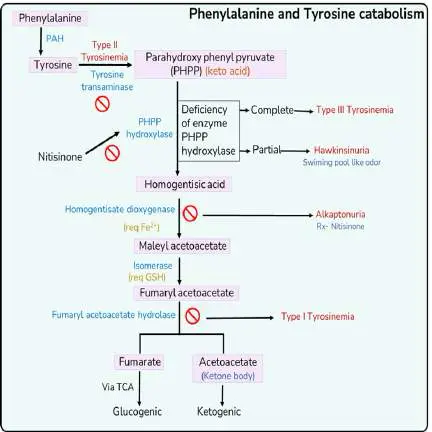 Phenylalanine and Tyrosine catabolism
Phenylalanine
PAH
Type II
Tyrosinemia
Tyrosine
Tyrosine
transaminase
Parahydroxy phenyl pyruvate
(PHPP) (keto acid)
PHPP
hydroxylase
Nitisinone
Deficiency
of enzyme
PHPP
hydroxylase
Complete
Type III Tyrosinemia
Partial
Hawkinsinuria
Swiming pool like odor
Homogentisic acid
Homogentisate dioxygenase
(req Fe²⁺)
Alkaptonuria
Rx- Nitisinone
Maleyl acetoacetate
Isomerase
(req GSH)
Fumaryl acetoacetate
Fumaryl acetoacetate hydrolase
Type I Tyrosinemia
Fumarate
Acetoacetate
(Ketone body)
Via TCA
Glucogenic
Ketogenic